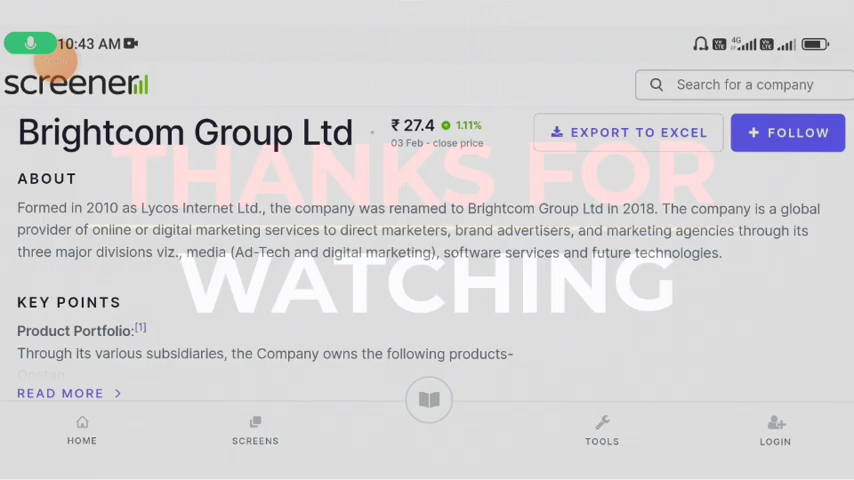 10:43 AM
4G
screener
Search for a company
Brightcom Group Ltd
₹ 27.4 1.11%
03 Feb - close price
EXPORT TO EXCEL
+ FOLLOW
THANKS FOR
WATCHING
ABOUT
Formed in 2010 as Lycos Internet Ltd., the company was renamed to Brightcom Group Ltd in 2018. The company is a global
provider of online or digital marketing services to direct marketers, brand advertisers, and marketing agencies through its
three major divisions viz., media (Ad-Tech and digital marketing), software services and future technologies.
KEY POINTS
Product Portfolio:[1]
Through its various subsidiaries, the Company owns the following products-
READ MORE
HOME
SCREENS
TOOLS
LOGIN